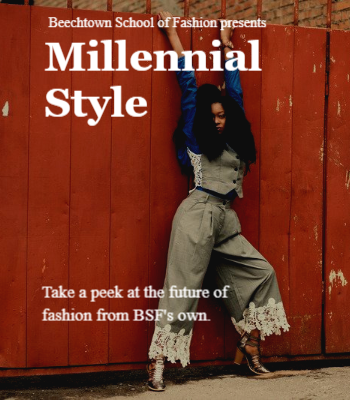 Beechtown School of Fashion presents
Millennial
Style
Take a peek at the future of
fashion from BSF's own.